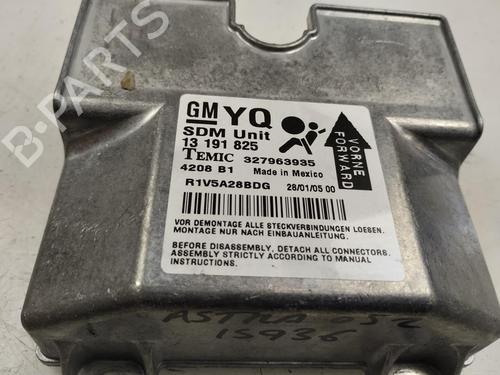 B-PARTS
GM YQ
SDM Unit
13 191 825
TEMIC 327963935
4208 B1 Made in Mexico
R1V5A28BDG 28/01/05 00
VORNE
FORWARD
VOR DEMONTAGE ALLE STECKVERBINDUNGEN LOESEN.
MONTAGE NUR NACH EINBAUANLEITUNG.
BEFORE DISASSEMBLY, DETACH ALL CONNECTORS.
ASSEMBLY STRICTLY ACCORDING TO MANUAL
INSTRUCTIONS.
ASTRA
15936